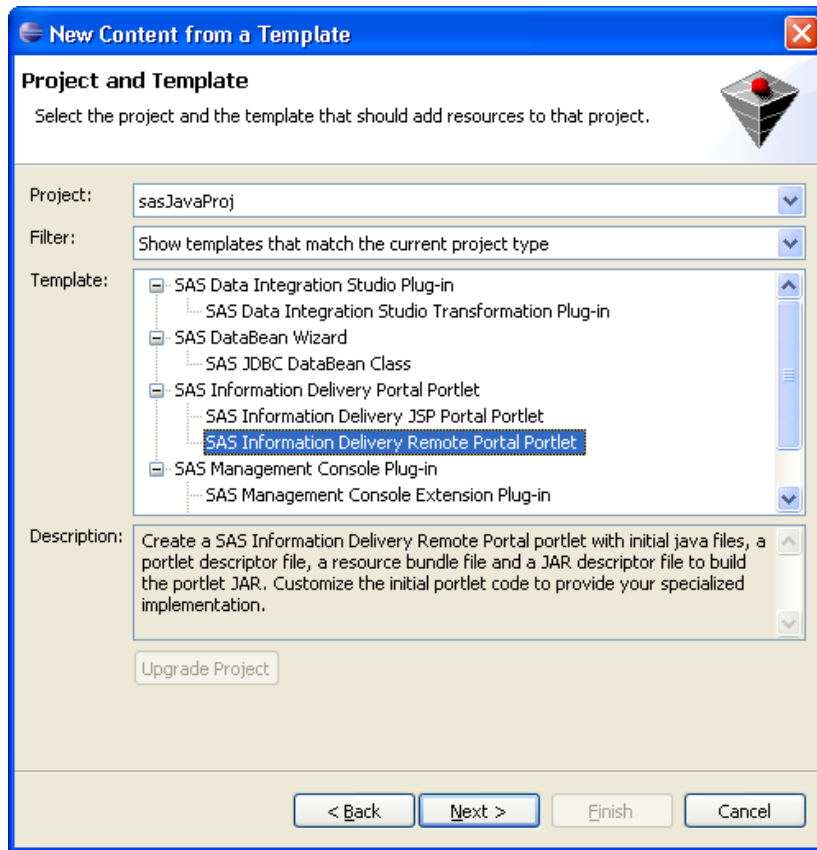 New Content from a Template
Project and Template
Select the project and the template that should add resources to that project.
Project:
sasJavaProj
Filter:
Show templates that match the current project type
Template:
SAS Data Integration Studio Plug-in
SAS Data Integration Studio Transformation Plug-in
SAS DataBean Wizard
SAS JDBC DataBean Class
SAS Information Delivery Portal Portlet
SAS Information Delivery JSP Portal Portlet
SAS Information Delivery Remote Portal Portlet
SAS Management Console Plug-in
SAS Management Console Extension Plug-in
Description:
Create a SAS Information Delivery Remote Portal portlet with initial java files, a
portlet descriptor file, a resource bundle file and a JAR descriptor file to build
the portlet JAR. Customize the initial portlet code to provide your specialized
implementation.
Upgrade Project
< Back
Next >
Finish
Cancel